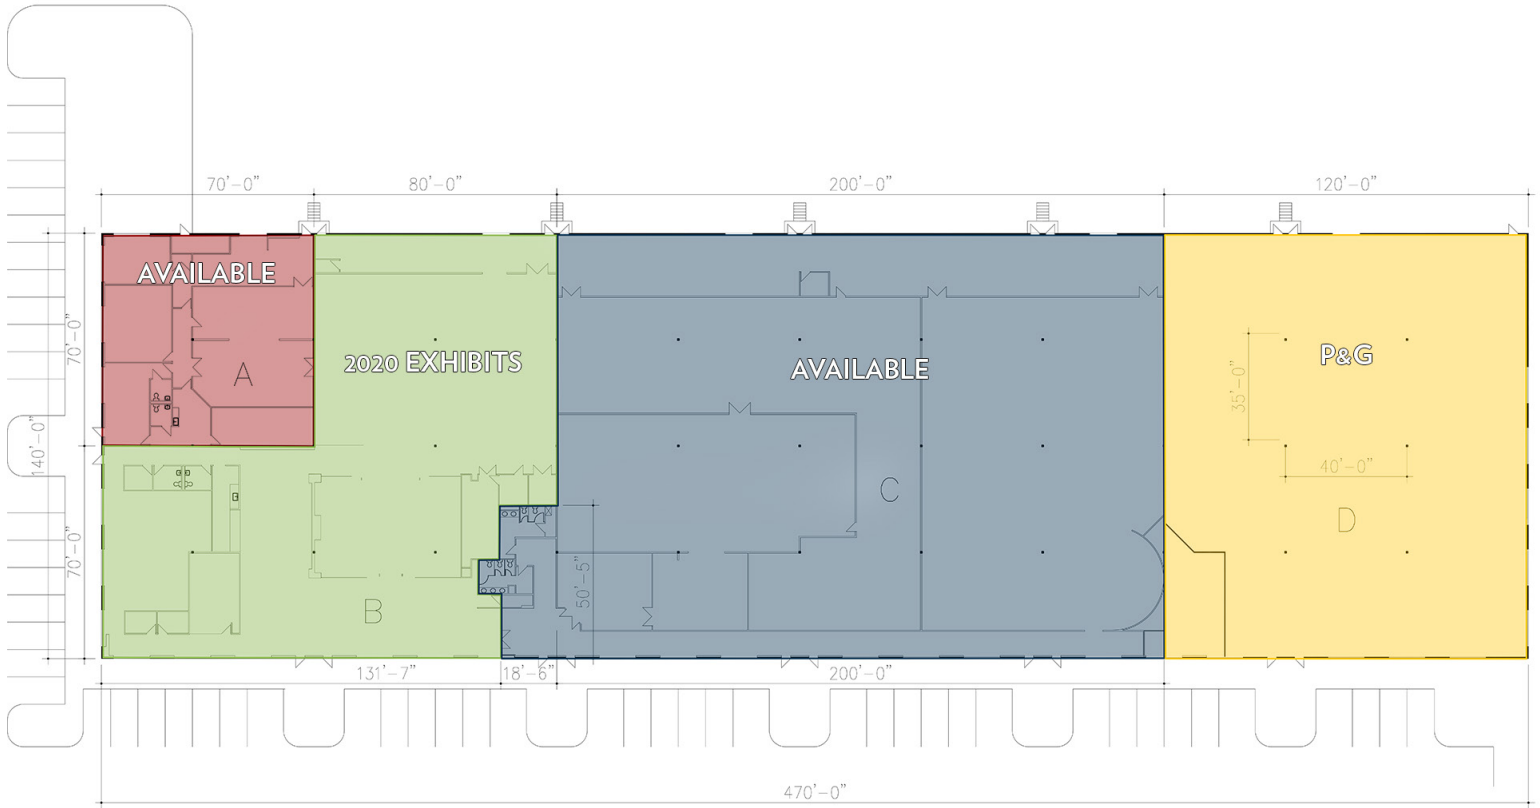 70'-0"
80'-0"
200'-0"
120'-0"
AVAILABLE
2020 EXHIBITS
AVAILABLE
P&G
70'-0"
35'-0"
A
140'-0"
40'-0"
C
D
70'-0"
50'-5"
B
131'-7"
18'-6"
200'-0"
470'-0"